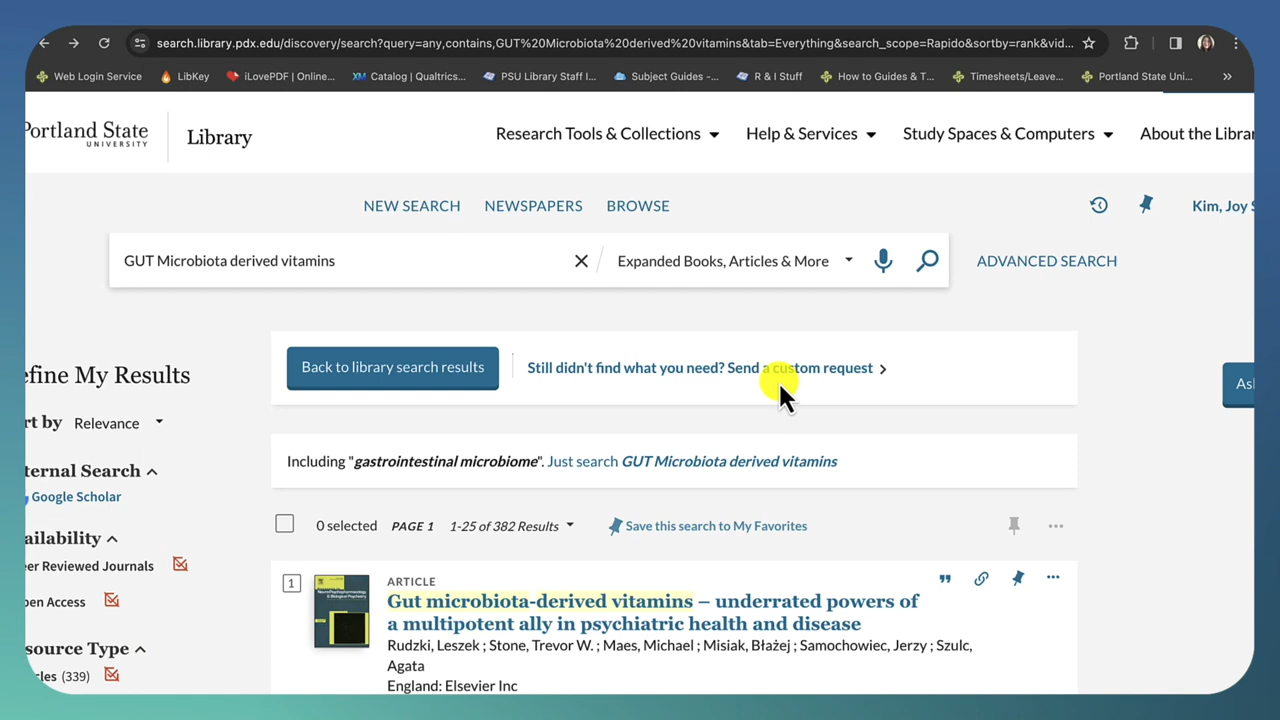 search.library.pdx.edu/discovery/search?query=any,contains,GUT%20Microbiota%20derived%20vitamins&tab=Everything&search_scope=Rapido&sortby=rank&vid...
Web Login Service LibKey iLovePDF | Online... Catalog | Qualtrics... PSU Library Staff I... Subject Guides -... R & I Stuff How to Guides & T... Timesheets/Leave... Portland State Uni... »
Portland State
UNIVERSITY
Library
Research Tools & Collections Help & Services Study Spaces & Computers About the Librar
NEW SEARCH NEWSPAPERS BROWSE
Kim, Joy S
GUT Microbiota derived vitamins
Expanded Books, Articles & More
ADVANCED SEARCH
Back to library search results
Still didn't find what you need? Send a custom request
efine My Results
Ask
rt by Relevance
Including "gastrointestinal microbiome". Just search GUT Microbiota derived vitamins
ternal Search
Google Scholar
0 selected PAGE 1 1-25 of 382 Results Save this search to My Favorites
ailability
er Reviewed Journals
pen Access
source Type
cles (339)
1
ARTICLE
Gut microbiota-derived vitamins – underrated powers of
a multipotent ally in psychiatric health and disease
Rudzki, Leszek ; Stone, Trevor W. ; Maes, Michael ; Misiak, Błażej ; Samochowiec, Jerzy ; Szulc,
Agata
England: Elsevier Inc